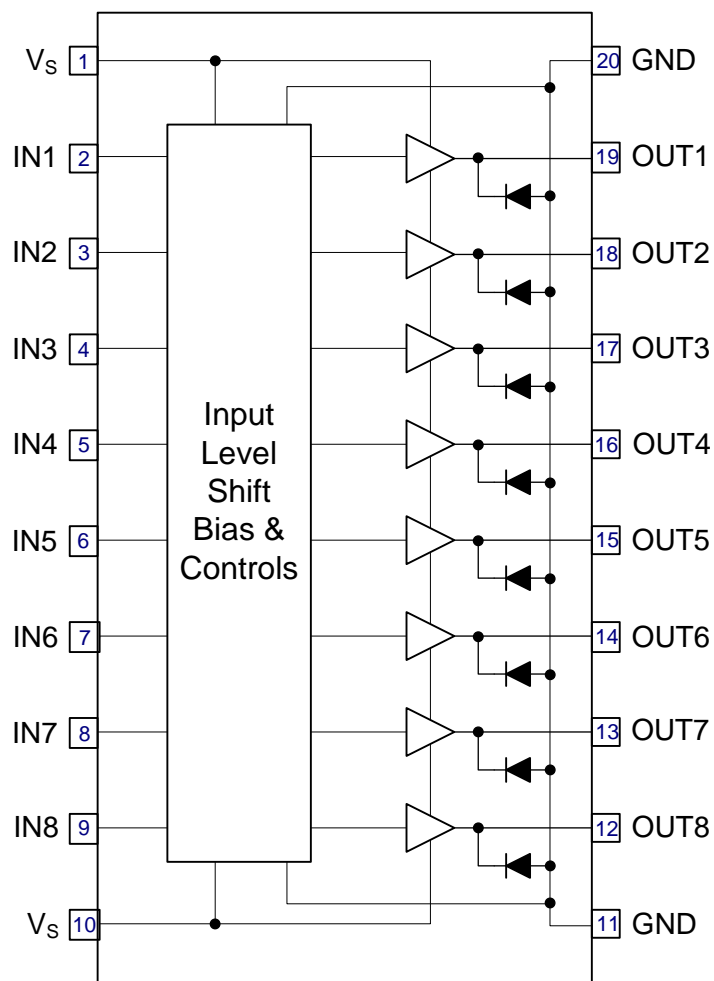 VS 1 20 GND
IN1 2 19 OUT1
IN2 3 18 OUT2
IN3 4 17 OUT3
IN4 5 16 OUT4
IN5 6 15 OUT5
IN6 7 14 OUT6
IN7 8 13 OUT7
IN8 9 12 OUT8
VS 10 11 GND
Input
Level
Shift
Bias &
Controls